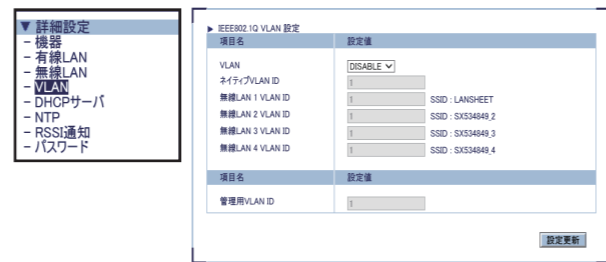 ▼ 詳細設定
− 機器
− 有線LAN
− 無線LAN
− VLAN
− DHCPサーバ
− NTP
− RSSI通知
− パスワード
▶ IEEE802.1Q VLAN 設定
項目名 設定値
VLAN DISABLE
ネイティブVLAN ID 1
無線LAN 1 VLAN ID 1 SSID : LANSHEET
無線LAN 2 VLAN ID 1 SSID : SX534849_2
無線LAN 3 VLAN ID 1 SSID : SX534849_3
無線LAN 4 VLAN ID 1 SSID : SX534849_4
項目名 設定値
管理用VLAN ID 1
設定更新